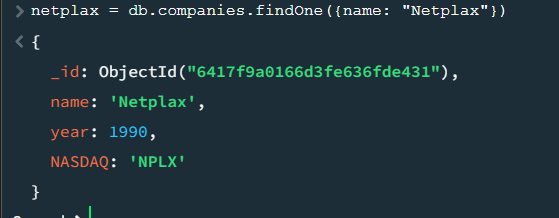 > netplax = db.companies.findOne({name: "Netplax"})
< {
_id: ObjectId("6417f9a0166d3fe636fde431"),
name: 'Netplax',
year: 1990,
NASDAQ: 'NPLX'
}